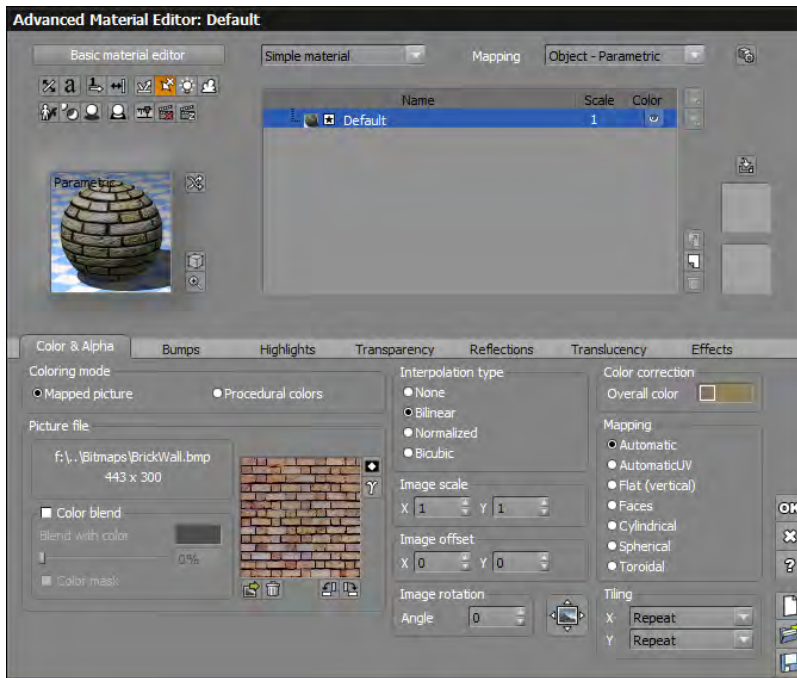 Advanced Material Editor: Default
Basic material editor
Simple material
Mapping
Object - Parametric
a
Name Scale Color
Default 1
Parametric
Color & Alpha Bumps Highlights Transparency Reflections Translucency Effects
Coloring mode
Mapped picture Procedural colors
Picture file
f:\..\Bitmaps\BrickWall.bmp
443 x 300
Color blend
Blend with color
0%
Color mask
Interpolation type
None
Bilinear
Normalized
Bicubic
Image scale
X 1 Y 1
Image offset
X 0 Y 0
Image rotation
Angle 0
Color correction
Overall color
Mapping
Automatic
AutomaticUV
Flat (vertical)
Faces
Cylindrical
Spherical
Toroidal
Tiling
X Repeat
Y Repeat
OK
?